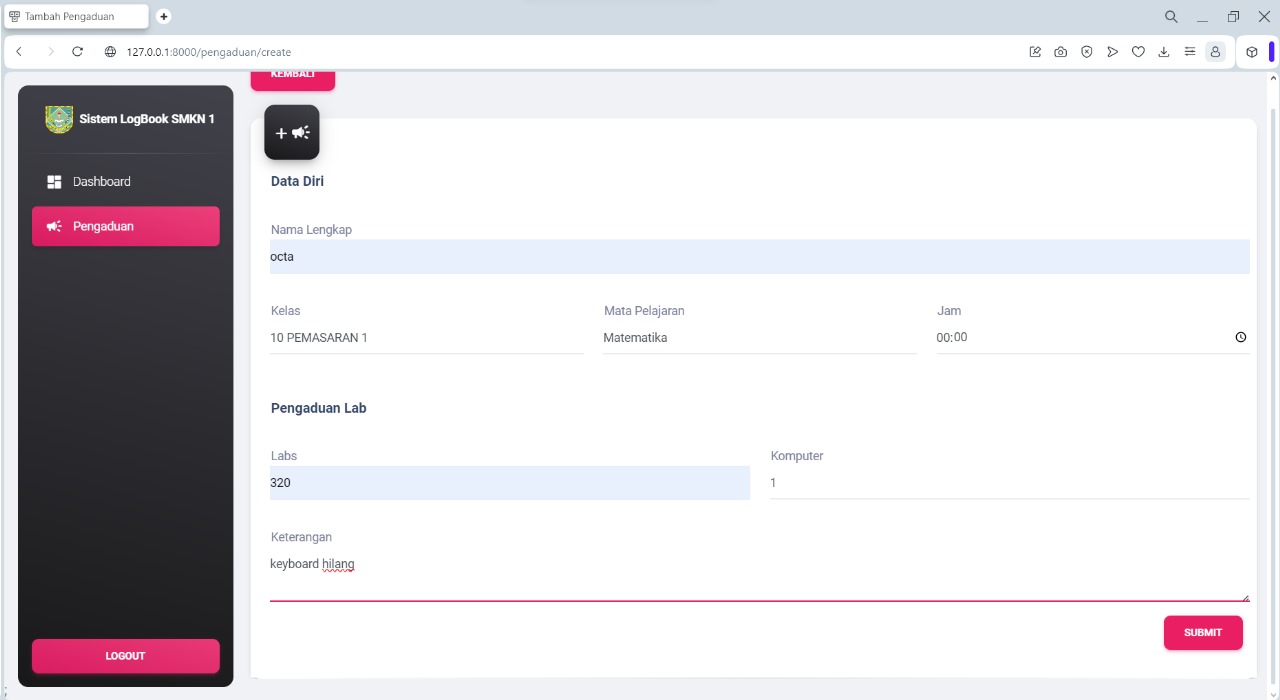 Tambah Pengaduan
127.0.0.1:8000/pengaduan/create
KEMBALI
Sistem LogBook SMKN 1
Dashboard
Pengaduan
Data Diri
Nama Lengkap
octa
Kelas Mata Pelajaran Jam
10 PEMASARAN 1 Matematika 00:00
Pengaduan Lab
Labs Komputer
320 1
Keterangan
keyboard hilang
SUBMIT
LOGOUT